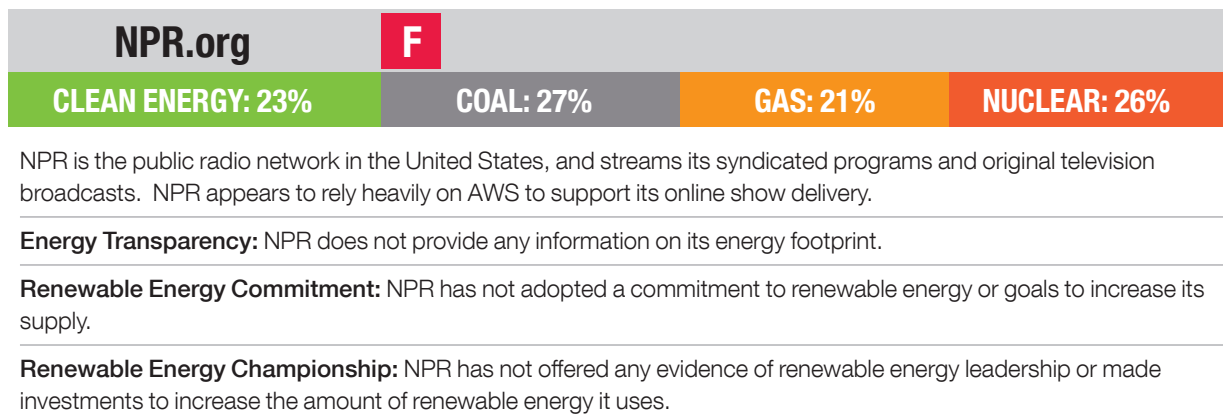 NPR.org F
CLEAN ENERGY: 23% COAL: 27% GAS: 21% NUCLEAR: 26%
NPR is the public radio network in the United States, and streams its syndicated programs and original television
broadcasts.  NPR appears to rely heavily on AWS to support its online show delivery.
Energy Transparency: NPR does not provide any information on its energy footprint.
Renewable Energy Commitment: NPR has not adopted a commitment to renewable energy or goals to increase its
supply.
Renewable Energy Championship: NPR has not offered any evidence of renewable energy leadership or made
investments to increase the amount of renewable energy it uses.